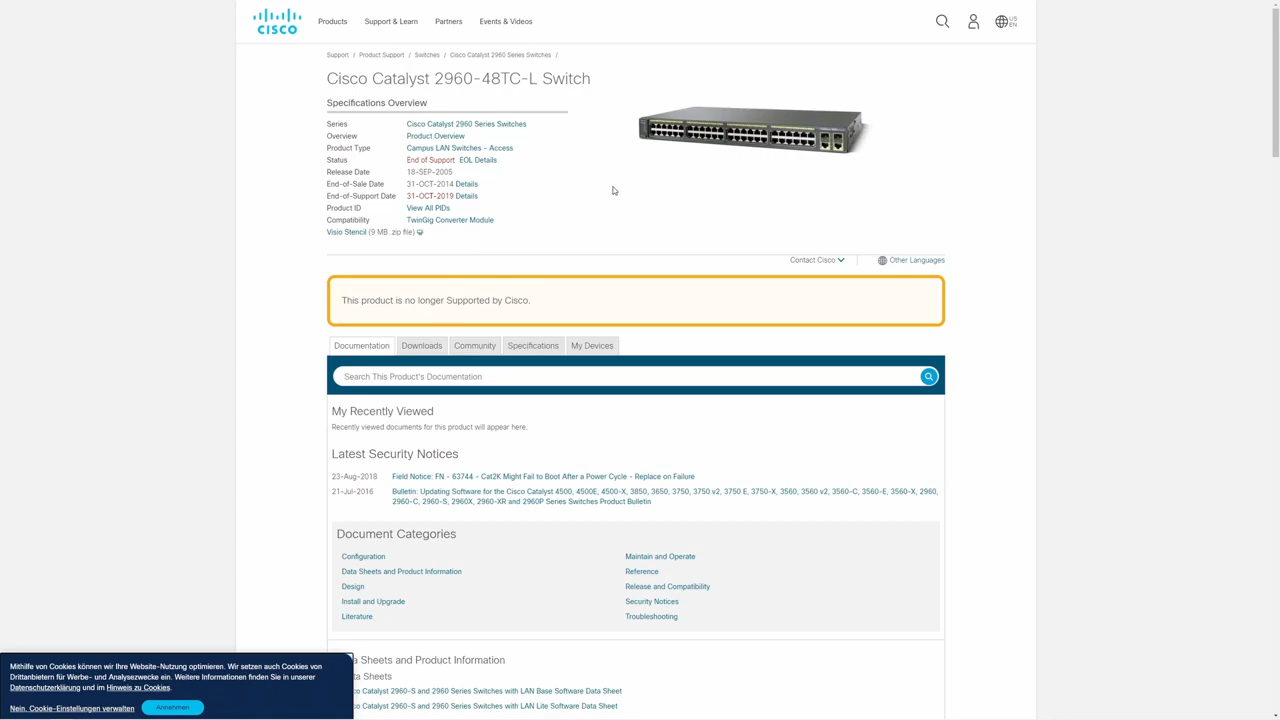 CISCO
Products Support & Learn Partners Events & Videos
US
EN
Support / Product Support / Switches / Cisco Catalyst 2960 Series Switches /
Cisco Catalyst 2960-48TC-L Switch
Specifications Overview
Series Cisco Catalyst 2960 Series Switches
Overview Product Overview
Product Type Campus LAN Switches - Access
Status End of Support EOL Details
Release Date 18-SEP-2005
End-of-Sale Date 31-OCT-2014 Details
End-of-Support Date 31-OCT-2019 Details
Product ID View All PIDs
Compatibility TwinGig Converter Module
Visio Stencil (9 MB .zip file)
Contact Cisco Other Languages
This product is no longer Supported by Cisco.
Documentation Downloads Community Specifications My Devices
Search This Product's Documentation
My Recently Viewed
Recently viewed documents for this product will appear here.
Latest Security Notices
23-Aug-2018 Field Notice: FN - 63744 - Cat2K Might Fail to Boot After a Power Cycle - Replace on Failure
21-Jul-2016 Bulletin: Updating Software for the Cisco Catalyst 4500, 4500E, 4500-X, 3850, 3650, 3750, 3750 v2, 3750 E, 3750-X, 3560, 3560 v2, 3560-C, 3560-E, 3560-X, 2960,
2960-C, 2960-S, 2960X, 2960-XR and 2960P Series Switches Product Bulletin
Document Categories
Configuration
Data Sheets and Product Information
Design
Install and Upgrade
Literature
Maintain and Operate
Reference
Release and Compatibility
Security Notices
Troubleshooting
a Sheets and Product Information
ta Sheets
co Catalyst 2960-S and 2960 Series Switches with LAN Base Software Data Sheet
co Catalyst 2960-S and 2960 Series Switches with LAN Lite Software Data Sheet
Mithilfe von Cookies können wir Ihre Website-Nutzung optimieren. Wir setzen auch Cookies von
Drittanbietern für Werbe- und Analysezwecke ein. Weitere Informationen finden Sie in unserer
Datenschutzerklärung und im Hinweis zu Cookies.
Nein, Cookie-Einstellungen verwalten Annehmen